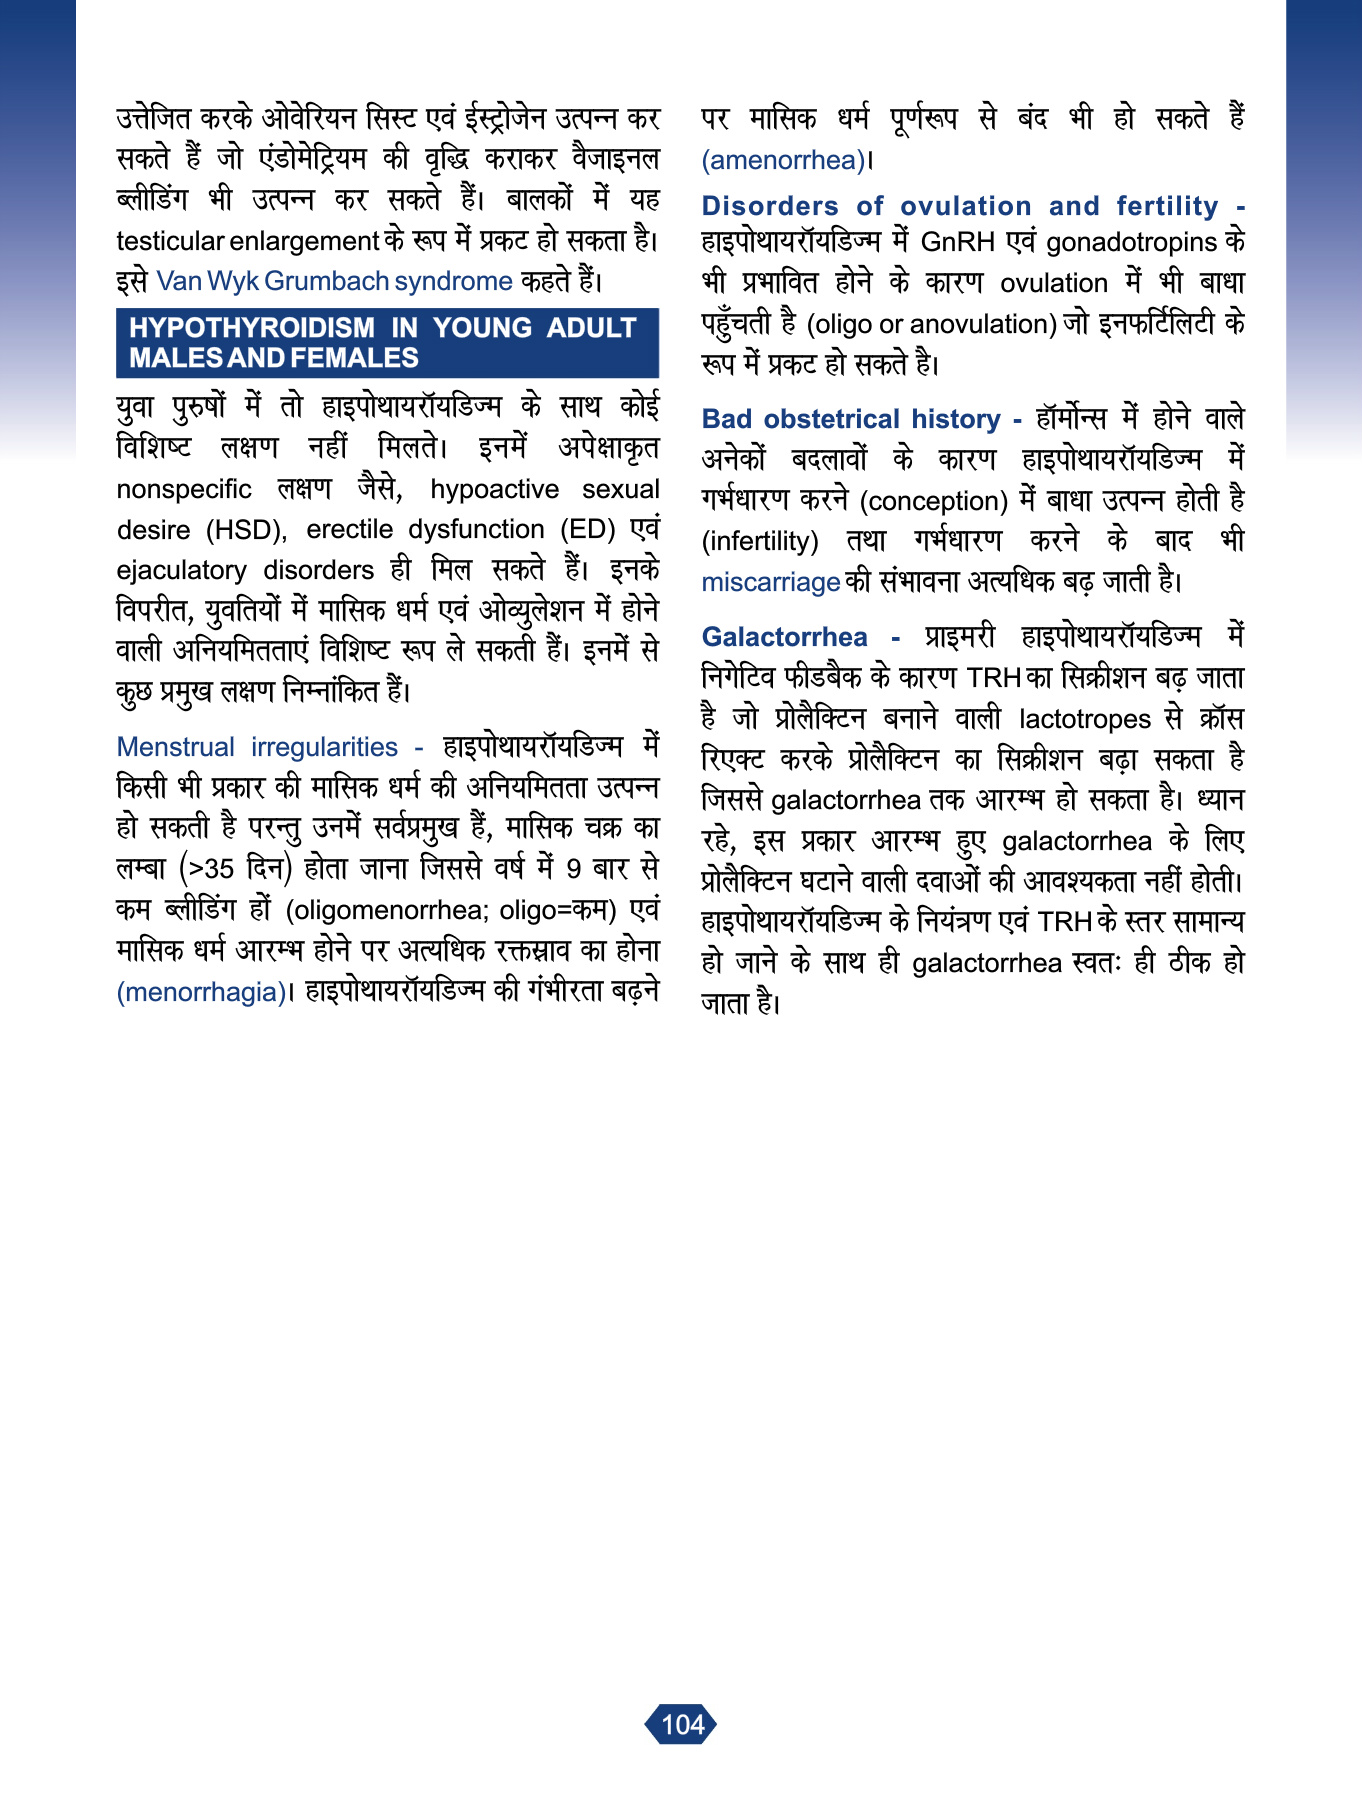 उत्तेजित करके ओवेरियन सिस्ट एवं ईस्ट्रोजेन उत्पन्न कर
सकते हैं जो एंडोमेट्रियम की वृद्धि कराकर वैजाइनल
ब्लीडिंग भी उत्पन्न कर सकते हैं। बालकों में यह
testicular enlargement के रूप में प्रकट हो सकता है।
इसे Van Wyk Grumbach syndrome कहते हैं।
HYPOTHYROIDISM IN YOUNG ADULT
MALES AND FEMALES
युवा पुरुषों में तो हाइपोथायरॉयडिज्म के साथ कोई
विशिष्ट लक्षण नहीं मिलते। इनमें अपेक्षाकृत
nonspecific लक्षण जैसे, hypoactive sexual
desire (HSD), erectile dysfunction (ED) एवं
ejaculatory disorders ही मिल सकते हैं। इनके
विपरीत, युवतियों में मासिक धर्म एवं ओव्युलेशन में होने
वाली अनियमितताएं विशिष्ट रूप ले सकती हैं। इनमें से
कुछ प्रमुख लक्षण निम्नांकित हैं।
Menstrual irregularities - हाइपोथायरॉयडिज्म में
किसी भी प्रकार की मासिक धर्म की अनियमितता उत्पन्न
हो सकती है परन्तु उनमें सर्वप्रमुख हैं, मासिक चक्र का
लम्बा (>35 दिन) होता जाना जिससे वर्ष में 9 बार से
कम ब्लीडिंग हों (oligomenorrhea; oligo=कम) एवं
मासिक धर्म आरम्भ होने पर अत्यधिक रक्तस्राव का होना
(menorrhagia)। हाइपोथायरॉयडिज्म की गंभीरता बढ़ने
पर मासिक धर्म पूर्णरूप से बंद भी हो सकते हैं
(amenorrhea)।
Disorders of ovulation and fertility -
हाइपोथायरॉयडिज्म में GnRH एवं gonadotropins के
भी प्रभावित होने के कारण ovulation में भी बाधा
पहुँचती है (oligo or anovulation) जो इनफर्टिलिटी के
रूप में प्रकट हो सकते है।
Bad obstetrical history - हॉर्मोन्स में होने वाले
अनेकों बदलावों के कारण हाइपोथायरॉयडिज्म में
गर्भधारण करने (conception) में बाधा उत्पन्न होती है
(infertility) तथा गर्भधारण करने के बाद भी
miscarriage की संभावना अत्यधिक बढ़ जाती है।
Galactorrhea - प्राइमरी हाइपोथायरॉयडिज्म में
निगेटिव फीडबैक के कारण TRH का सिक्रीशन बढ़ जाता
है जो प्रोलैक्टिन बनाने वाली lactotropes से क्रॉस
रिएक्ट करके प्रोलैक्टिन का सिक्रीशन बढ़ा सकता है
जिससे galactorrhea तक आरम्भ हो सकता है। ध्यान
रहे, इस प्रकार आरम्भ हुए galactorrhea के लिए
प्रोलैक्टिन घटाने वाली दवाओं की आवश्यकता नहीं होती।
हाइपोथायरॉयडिज्म के नियंत्रण एवं TRH के स्तर सामान्य
हो जाने के साथ ही galactorrhea स्वतः ही ठीक हो
जाता है।
104